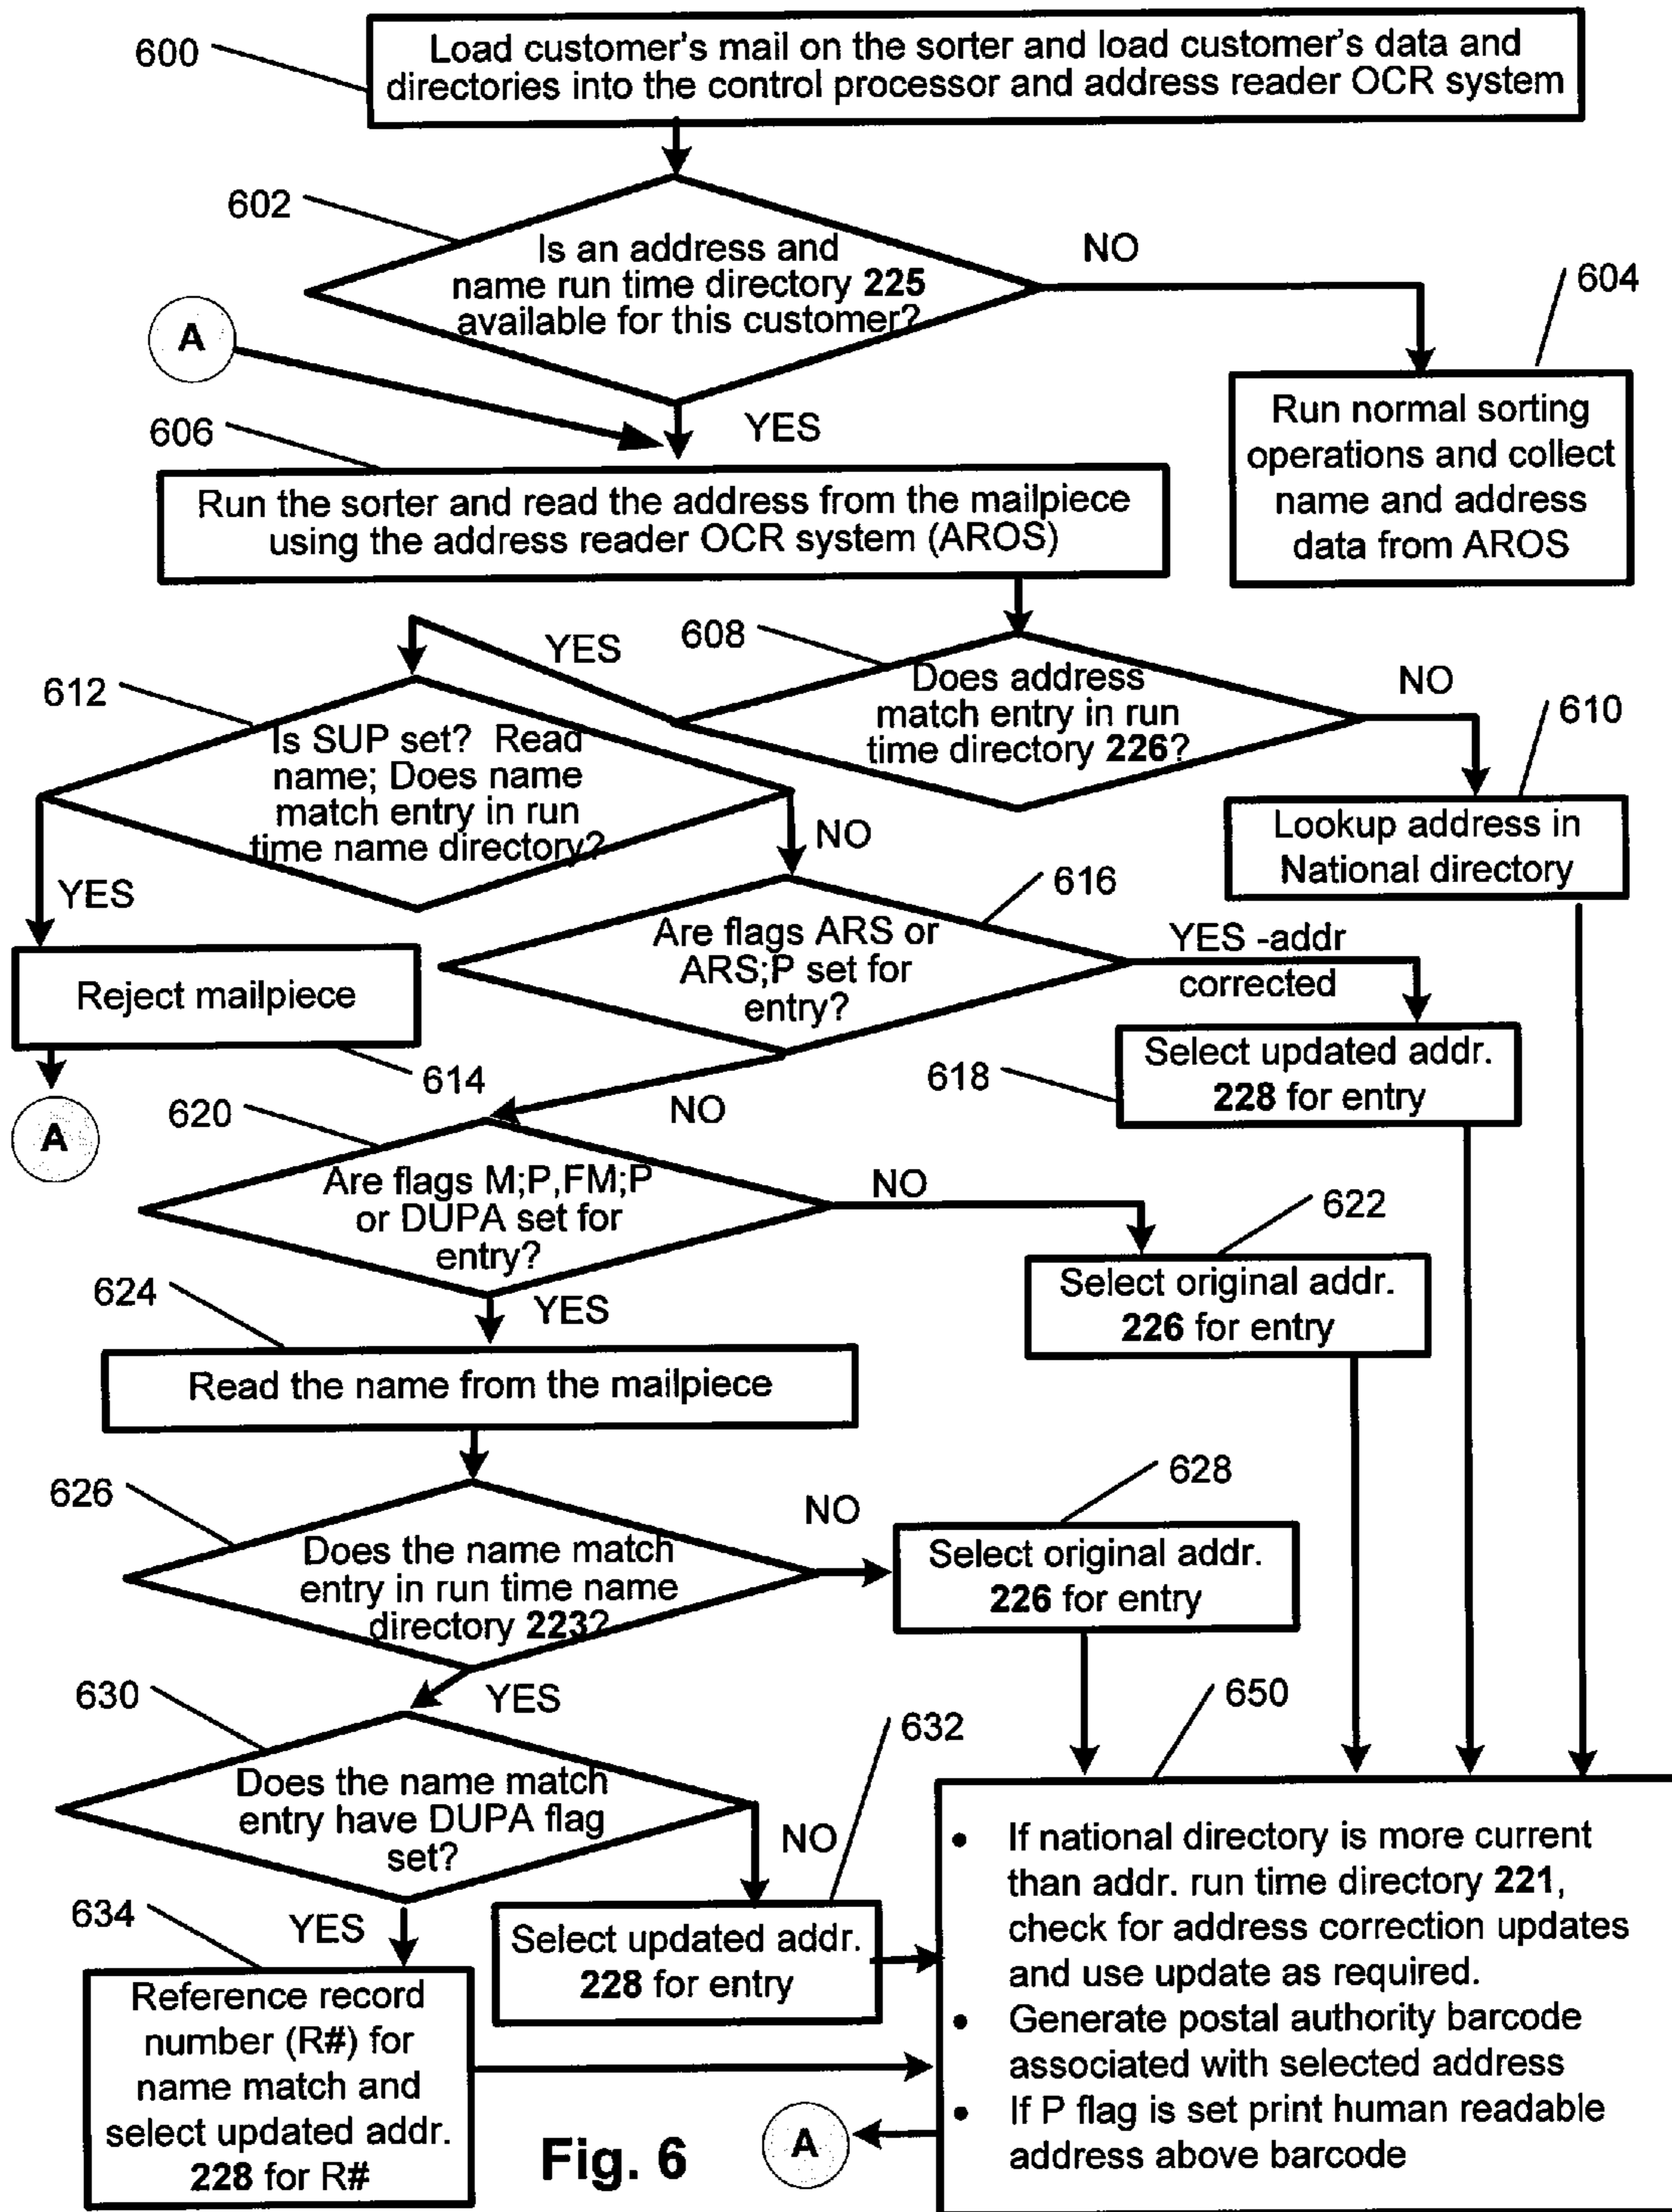 600
Load customer's mail on the sorter and load customer's data and
directories into the control processor and address reader OCR system
602
Is an address and
name run time directory 225
available for this customer?
NO
604
A
YES
Run normal sorting
operations and collect
name and address
data from AROS
606
Run the sorter and read the address from the mailpiece
using the address reader OCR system (AROS)
608
YES
Does address
match entry in run
time directory 226?
NO
610
612
Is SUP set? Read
name; Does name
match entry in run
time name directory?
NO
YES
Lookup address in
National directory
616
Are flags ARS or
ARS;P set for
entry?
YES -addr
corrected
Reject mailpiece
614
A
618
Select updated addr.
228 for entry
NO
620
Are flags M;P,FM;P
or DUPA set for
entry?
NO
622
Select original addr.
226 for entry
624
YES
Read the name from the mailpiece
626
Does the name match
entry in run time name
directory 223?
NO
628
Select original addr.
226 for entry
YES
630
Does the name match
entry have DUPA flag
set?
NO
632
Select updated addr.
228 for entry
650
634
YES
Reference record
number (R#) for
name match and
select updated addr.
228 for R#
• If national directory is more current
than addr. run time directory 221,
check for address correction updates
and use update as required.
• Generate postal authority barcode
associated with selected address
• If P flag is set print human readable
address above barcode
A
Fig. 6